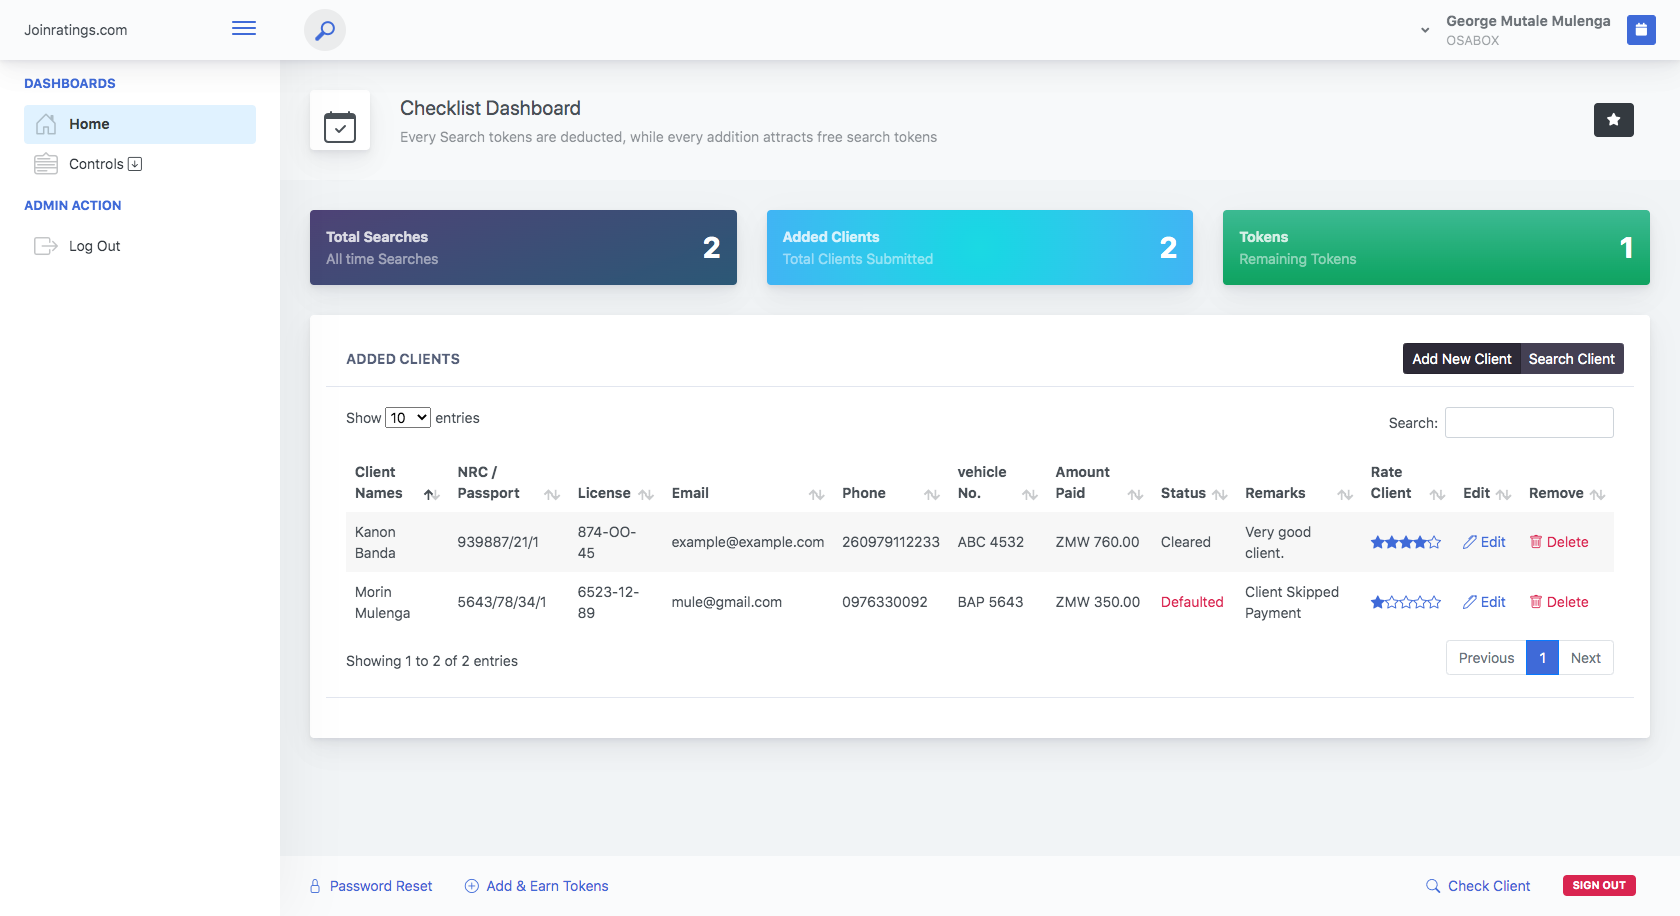 Joinratings.com
George Mutale Mulenga
OSABOX
DASHBOARDS
Home
Controls
ADMIN ACTION
Log Out
Checklist Dashboard
Every Search tokens are deducted, while every addition attracts free search tokens
Total Searches
All time Searches
2
Added Clients
Total Clients Submitted
2
Tokens
Remaining Tokens
1
ADDED CLIENTS
Add New Client Search Client
Show 10 entries
Search:
Client Names NRC / Passport License Email Phone vehicle No. Amount Paid Status Remarks Rate Client Edit Remove
Kanon Banda 939887/21/1 874-OO-45 example@example.com 260979112233 ABC 4532 ZMW 760.00 Cleared Very good client. Edit Delete
Morin Mulenga 5643/78/34/1 6523-12-89 mule@gmail.com 0976330092 BAP 5643 ZMW 350.00 Defaulted Client Skipped Payment Edit Delete
Showing 1 to 2 of 2 entries
Previous 1 Next
Password Reset Add & Earn Tokens Check Client SIGN OUT